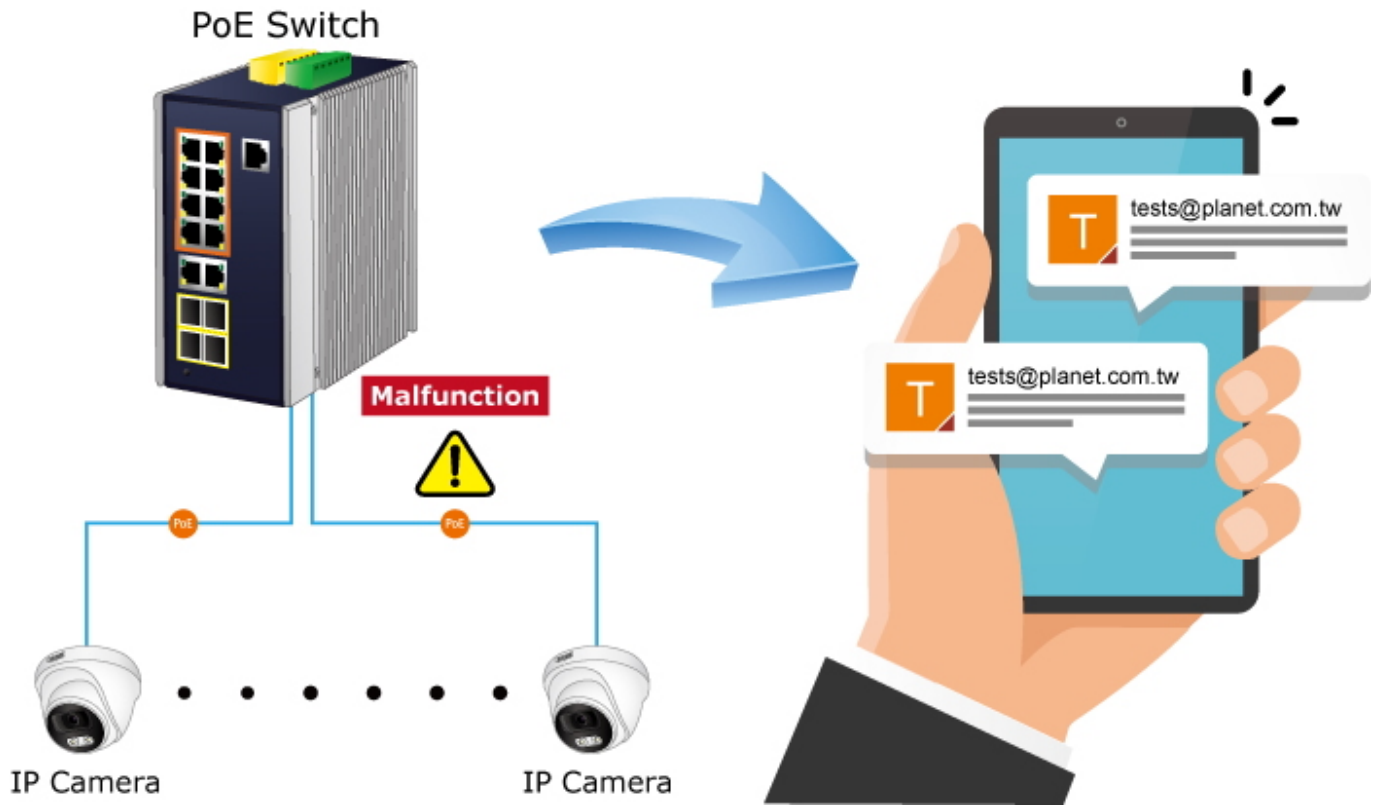 PoE Switch
T
tests@planet.com.tw
T
tests@planet.com.tw
Malfunction
PoE
PoE
IP Camera
IP Camera